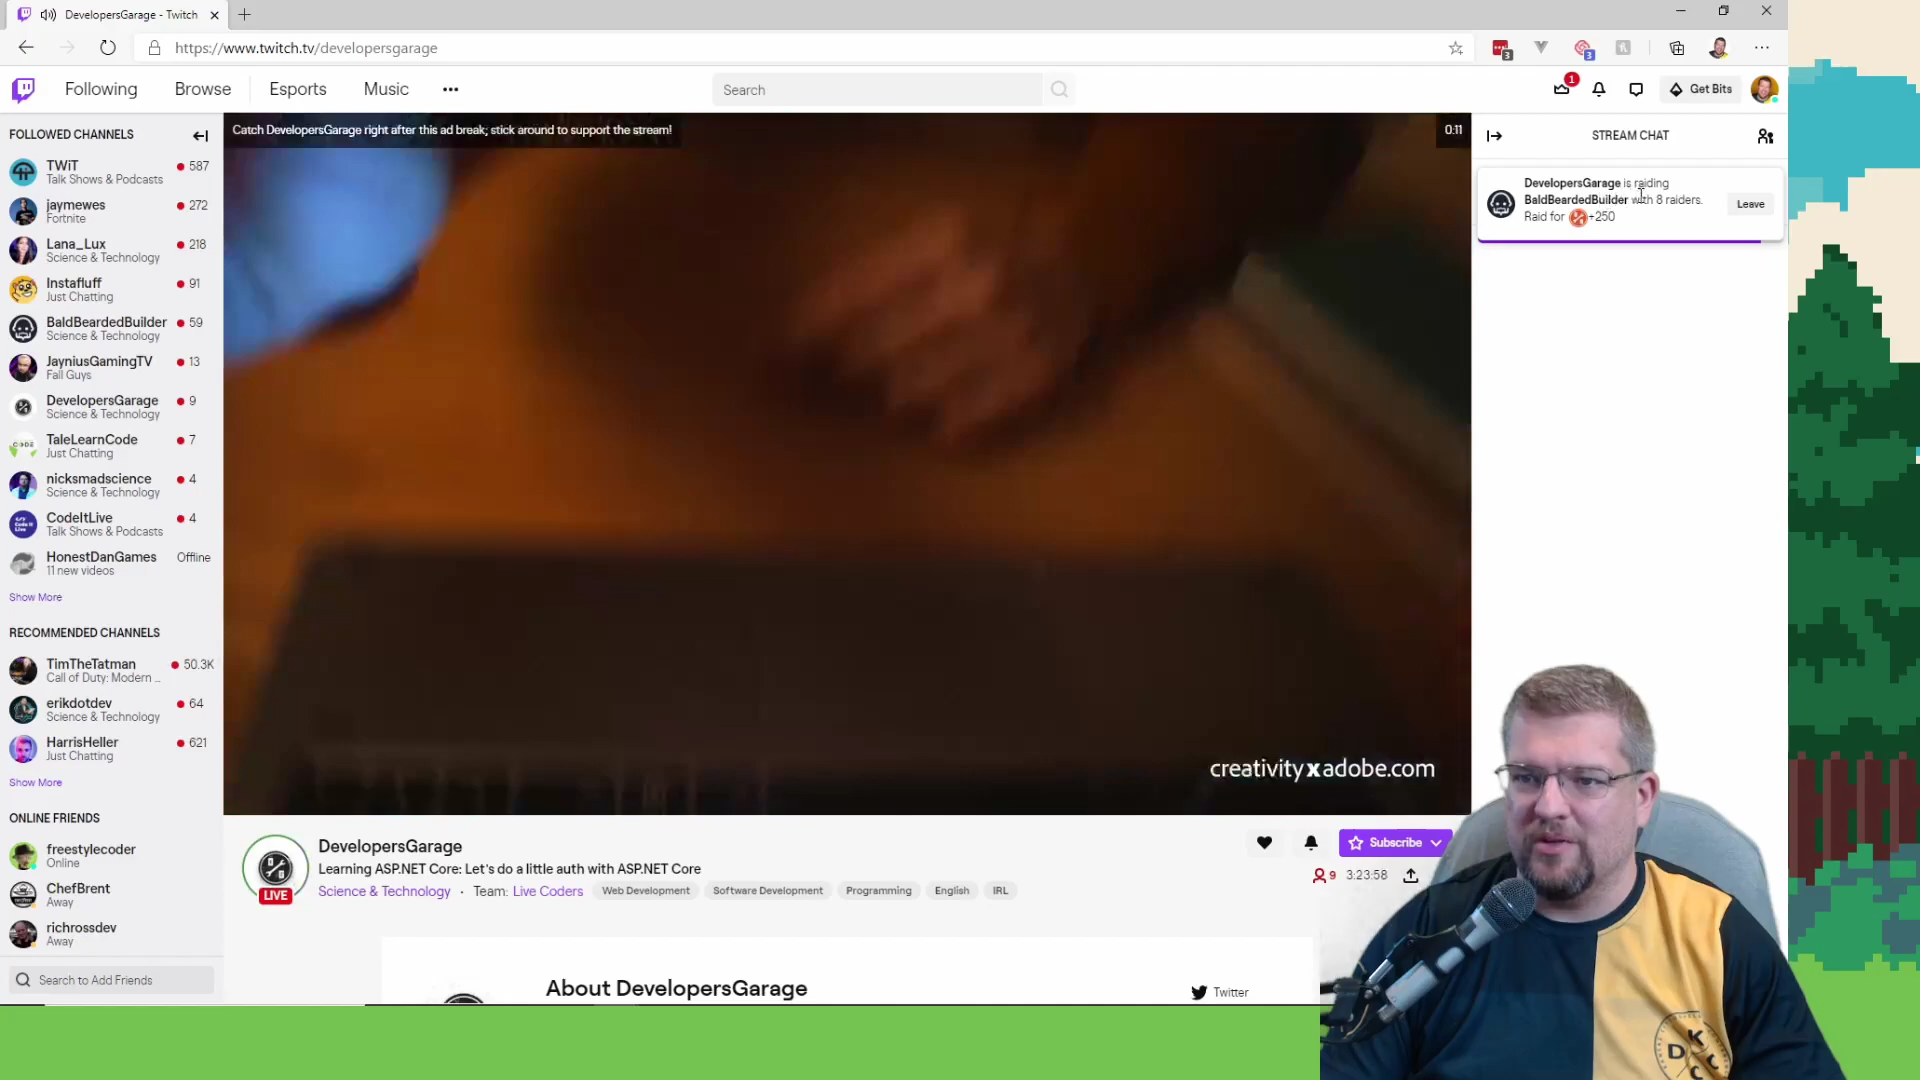 DevelopersGarage - Twitch
https://www.twitch.tv/developersgarage
3
3
Following
Browse
Esports
Music
Search
1
Get Bits
FOLLOWED CHANNELS
TWiT
587
Talk Shows & Podcasts
jaymewes
272
Fortnite
Lana_Lux
218
Science & Technology
Instafluff
91
Just Chatting
BaldBeardedBuilder
59
Science & Technology
JayniusGamingTV
13
Fall Guys
DevelopersGarage
9
Science & Technology
TaleLearnCode
7
Just Chatting
nicksmadscience
4
Science & Technology
CodeItLive
4
Talk Shows & Podcasts
HonestDanGames
Offline
11 new videos
Show More
RECOMMENDED CHANNELS
TimTheTatman
50.3K
Call of Duty: Modern ...
erikdotdev
64
Science & Technology
HarrisHeller
621
Just Chatting
Show More
ONLINE FRIENDS
freestylecoder
Online
ChefBrent
Away
richrossdev
Away
Search to Add Friends
Catch DevelopersGarage right after this ad break; stick around to support the stream!
0:11
creativityxadobe.com
LIVE
DevelopersGarage
Learning ASP.NET Core: Let's do a little auth with ASP.NET Core
Science & Technology · Team: Live Coders Web Development Software Development Programming English IRL
Subscribe
9 3:23:58
About DevelopersGarage
Twitter
STREAM CHAT
DevelopersGarage is raiding
BaldBeardedBuilder with 8 raiders.
Raid for +250
Leave
K
D C
C